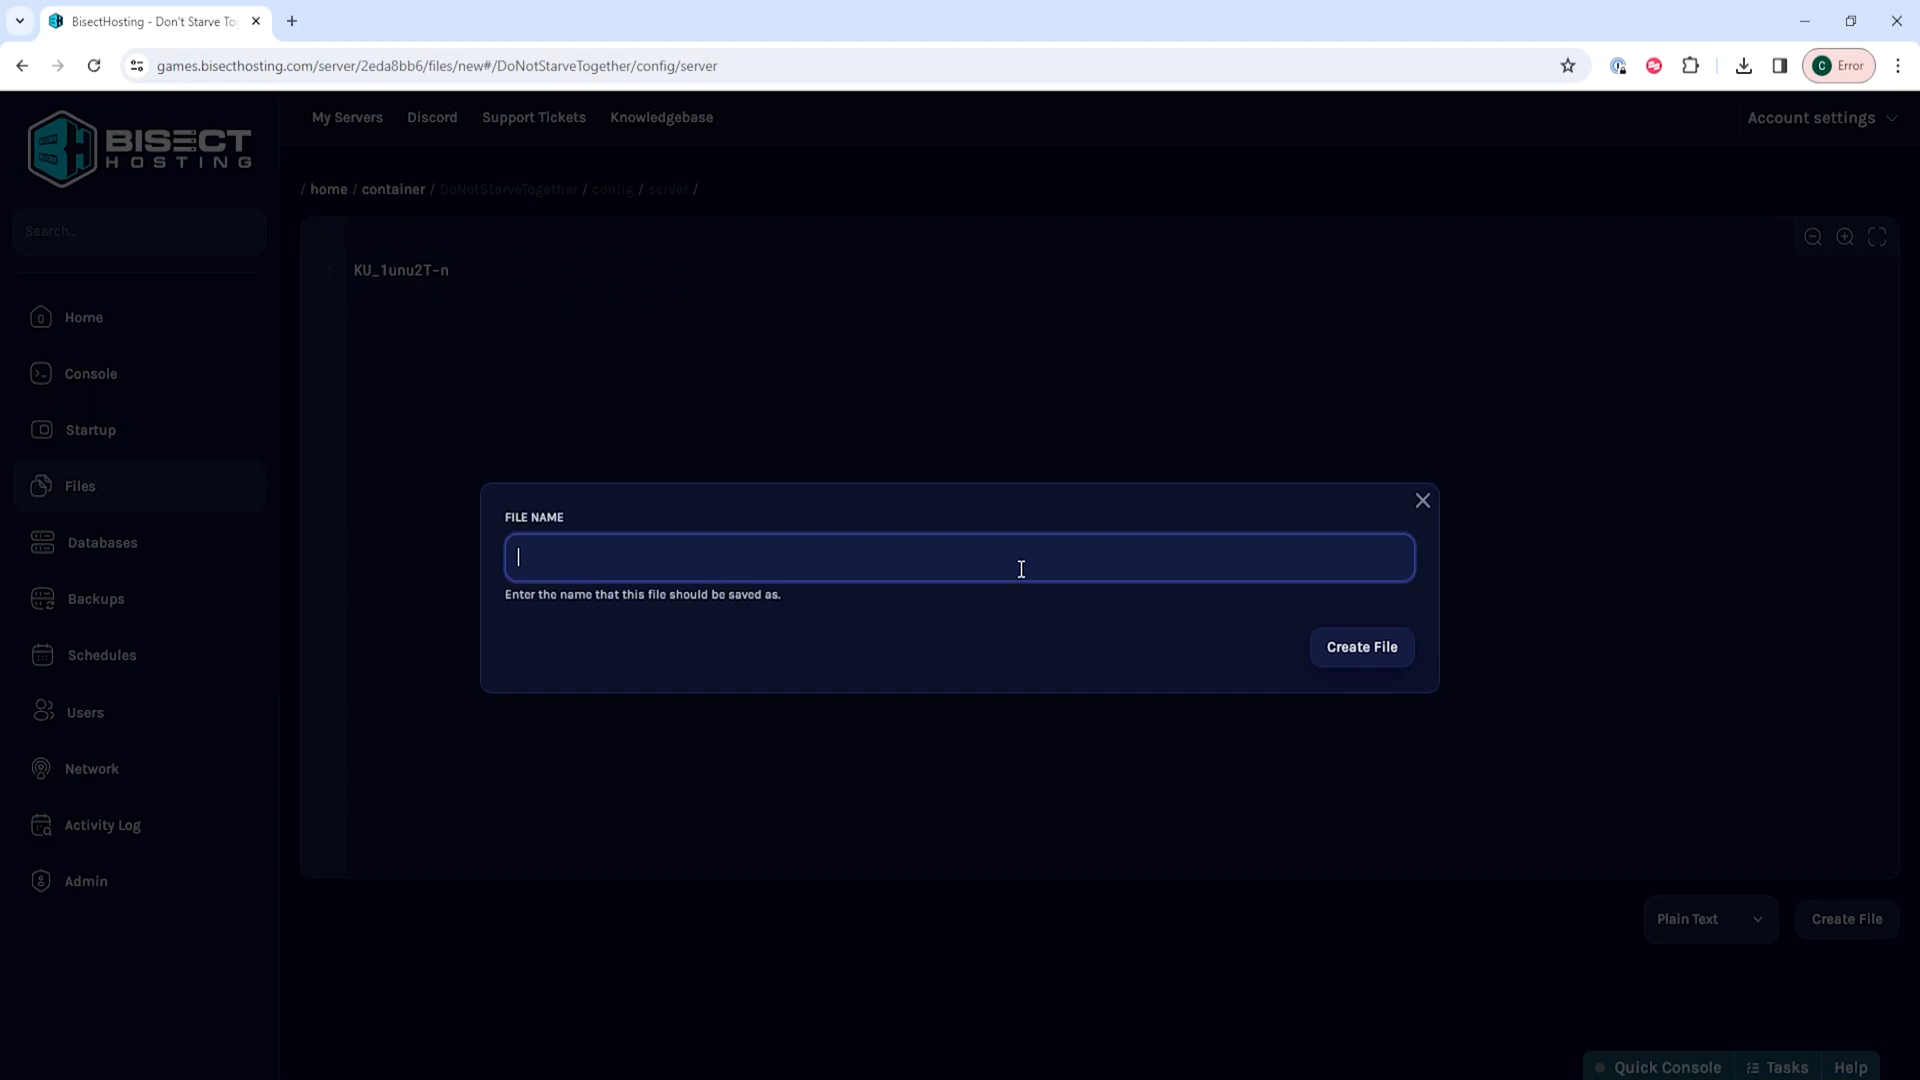 BisectHosting - Don't Starve To
games.bisecthosting.com/server/2eda8bb6/files/new#/DoNotStarveTogether/config/server
C Error
BISECT
HOSTING
My Servers Discord Support Tickets Knowledgebase
Account settings
/ home / container / DoNotStarveTogether / config / server /
Search...
KU_1unu2T-n
Home
Console
Startup
Files
Databases
Backups
Schedules
Users
Network
Activity Log
Admin
FILE NAME
Enter the name that this file should be saved as.
Create File
Plain Text
Create File
Quick Console Tasks Help